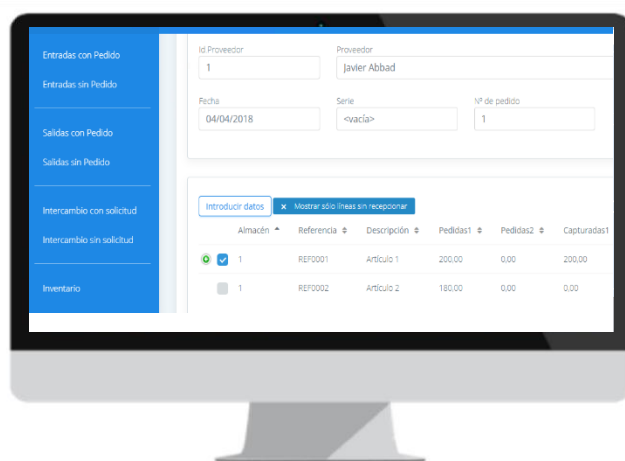 Entradas con Pedido
Entradas sin Pedido
Salidas con Pedido
Salidas sin Pedido
Intercambio con solicitud
Intercambio sin solicitud
Inventario
Id.Proveedor Proveedor
1 Javier Abbad
Fecha Serie Nº de pedido
04/04/2018 <vacía> 1
Introducir datos x Mostrar sólo líneas sin recepcionar
Almacén Referencia Descripción Pedidas1 Pedidas2 Capturadas1
1 REF0001 Artículo 1 200,00 0,00 200,00
1 REF0002 Artículo 2 180,00 0,00 0,00